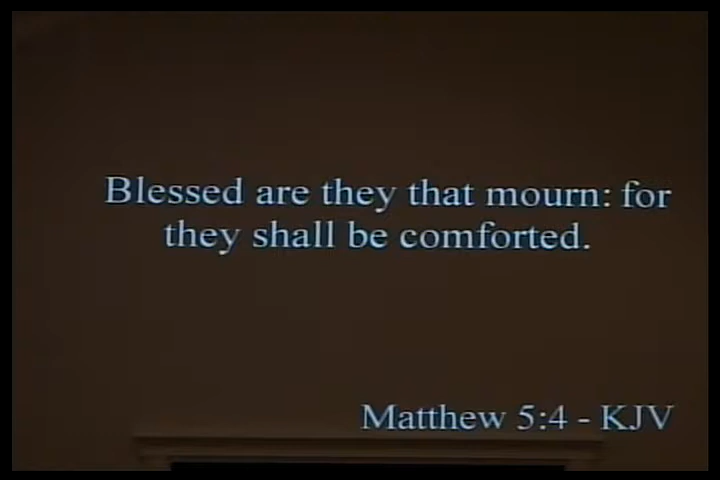 Blessed are they that mourn: for
they shall be comforted.
Matthew 5:4 - KJV